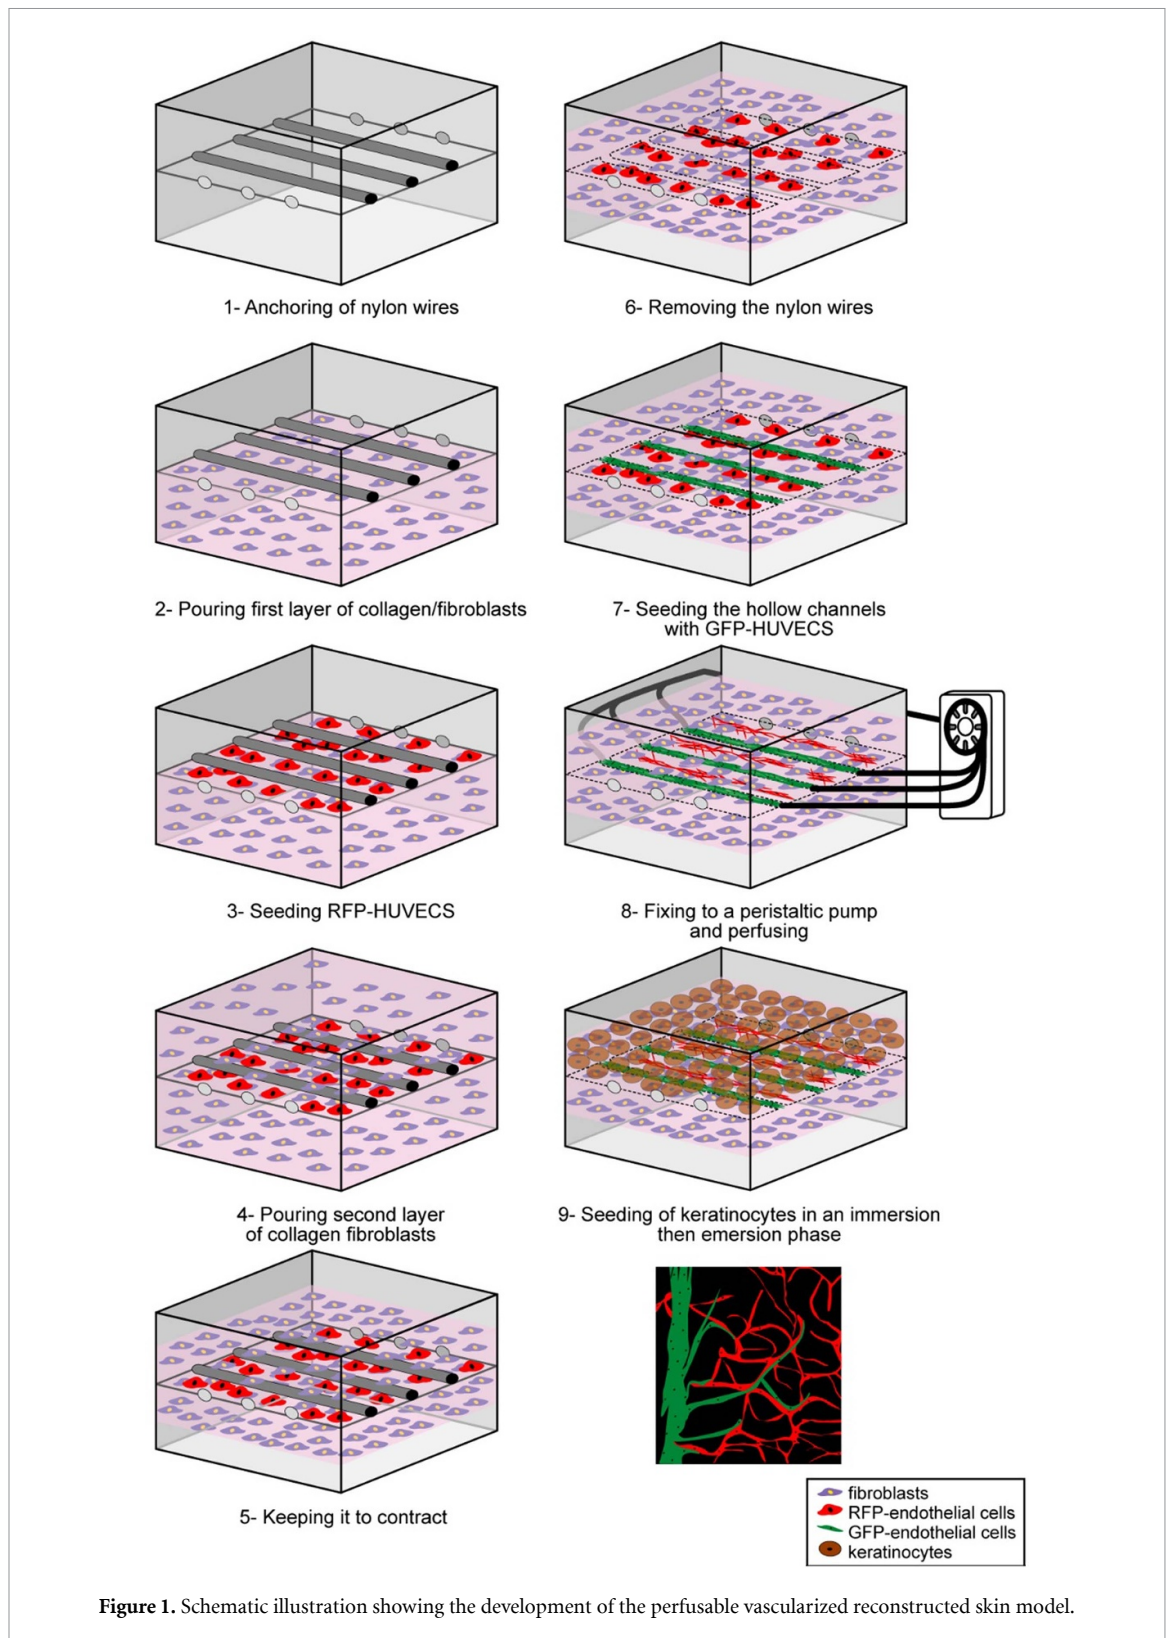 1- Anchoring of nylon wires
2- Pouring first layer of collagen/fibroblasts
3- Seeding RFP-HUVECS
4- Pouring second layer
of collagen fibroblasts
5- Keeping it to contract
6- Removing the nylon wires
7- Seeding the hollow channels
with GFP-HUVECS
8- Fixing to a peristaltic pump
and perfusing
9- Seeding of keratinocytes in an immersion
then emersion phase
fibroblasts
RFP-endothelial cells
GFP-endothelial cells
keratinocytes
Figure 1. Schematic illustration showing the development of the perfusable vascularized reconstructed skin model.